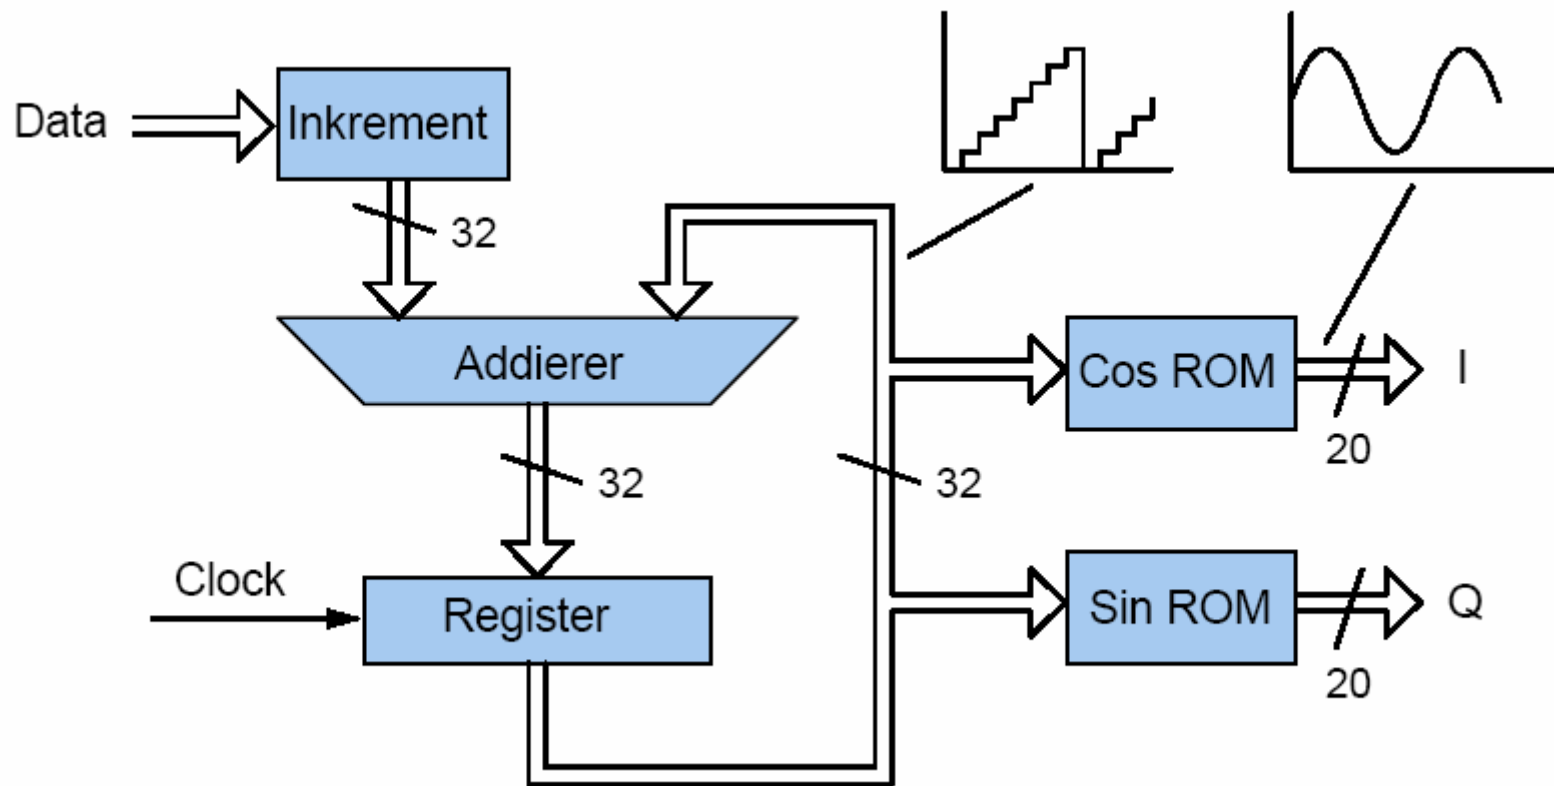 Data
Inkrement
32
Addierer
Cos ROM
I
20
32
32
Clock
Register
Sin ROM
Q
20